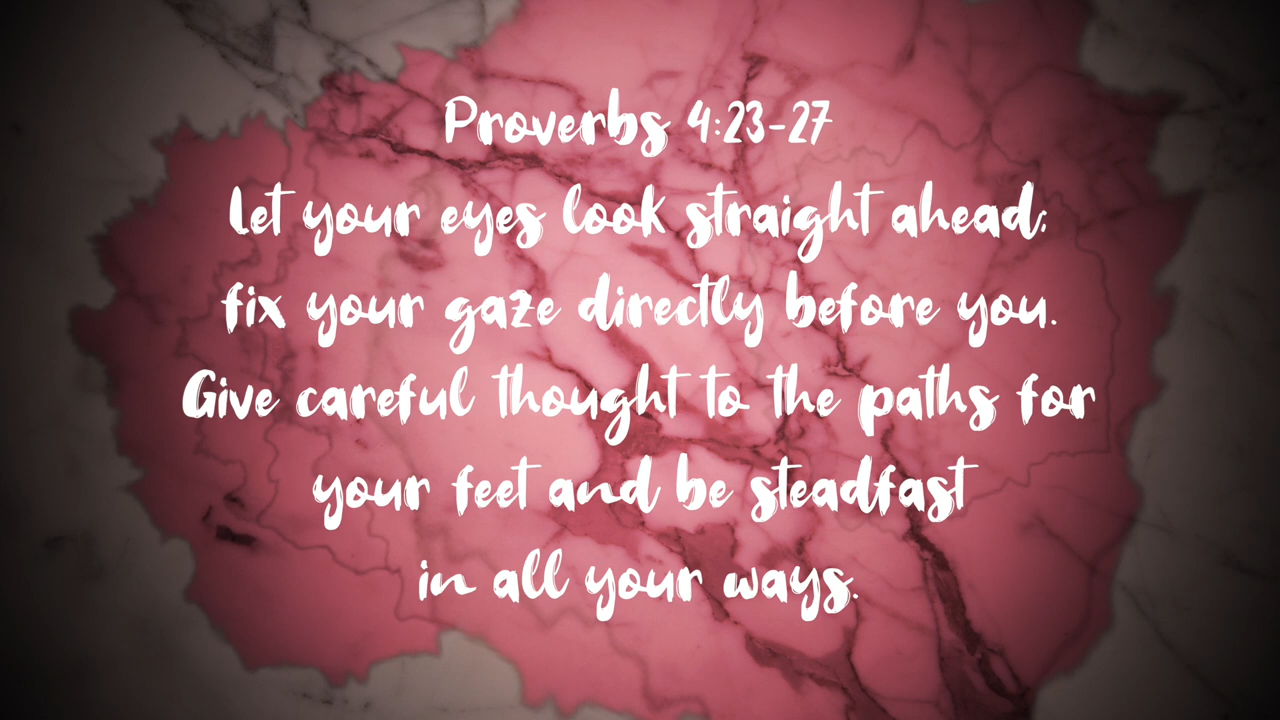 Proverbs 4:23-27
Let your eyes look straight ahead;
fix your gaze directly before you.
Give careful thought to the paths for
your feet and be steadfast
in all your ways.